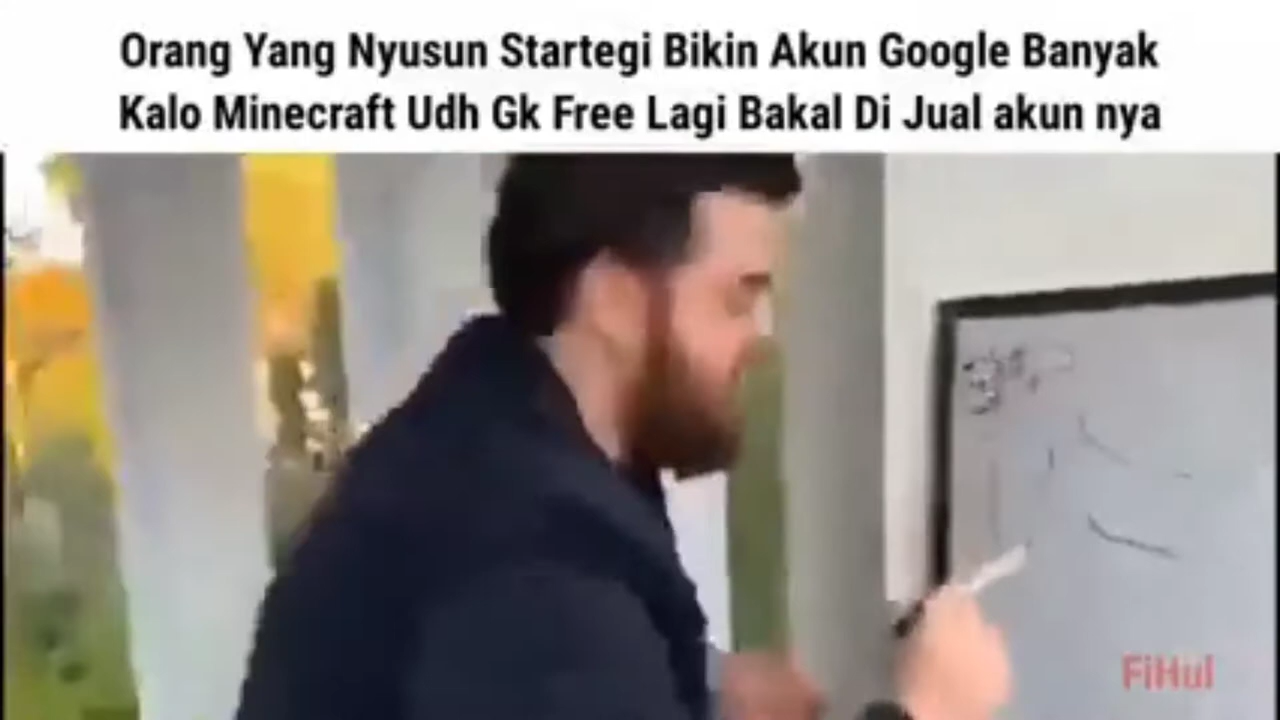 Orang Yang Nyusun Startegi Bikin Akun Google Banyak
Kalo Minecraft Udh Gk Free Lagi Bakal Di Jual akun nya
FiHul